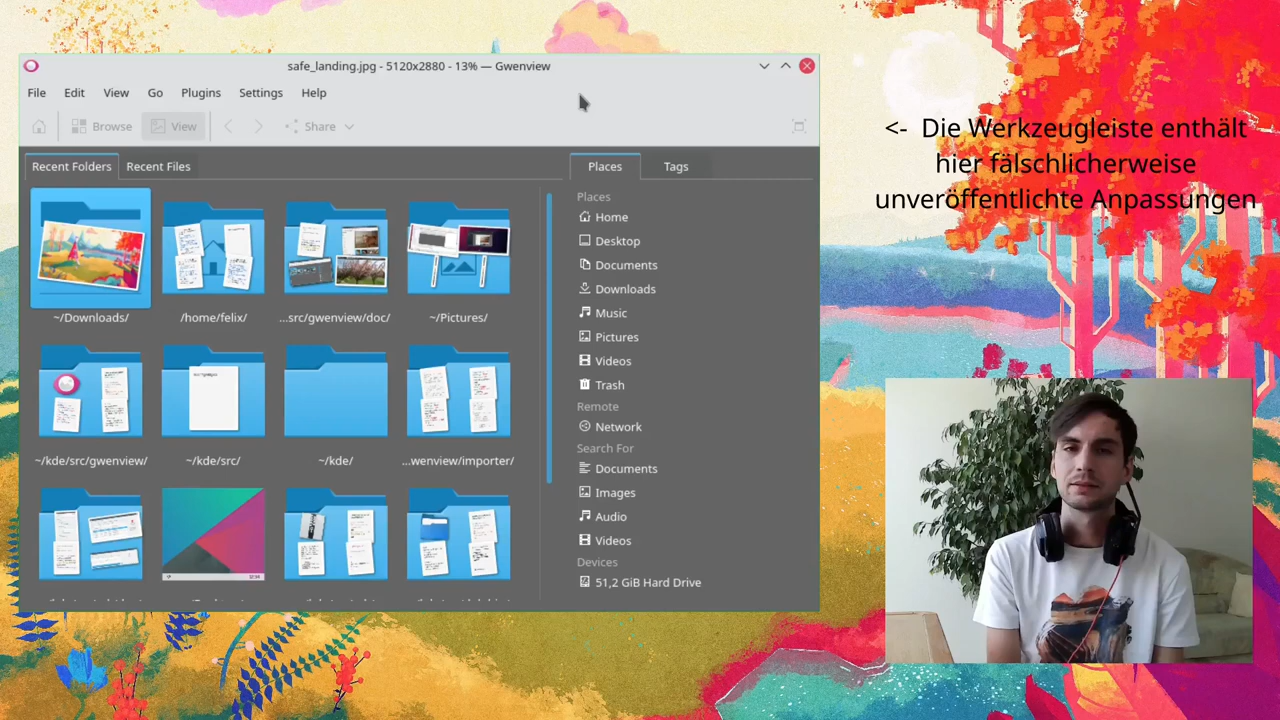 safe_landing.jpg - 5120x2880 - 13% — Gwenview
File Edit View Go Plugins Settings Help
Browse View Share
<- Die Werkzeugleiste enthält
hier fälschlicherweise
unveröffentlichte Anpassungen
Recent Folders Recent Files
Places Tags
~/Downloads/ /home/felix/ ...src/gwenview/doc/ ~/Pictures/
~/kde/src/gwenview/ ~/kde/src/ ~/kde/ ...wenview/importer/
Places
Home
Desktop
Documents
Downloads
Music
Pictures
Videos
Trash
Remote
Network
Search For
Documents
Images
Audio
Videos
Devices
51,2 GiB Hard Drive